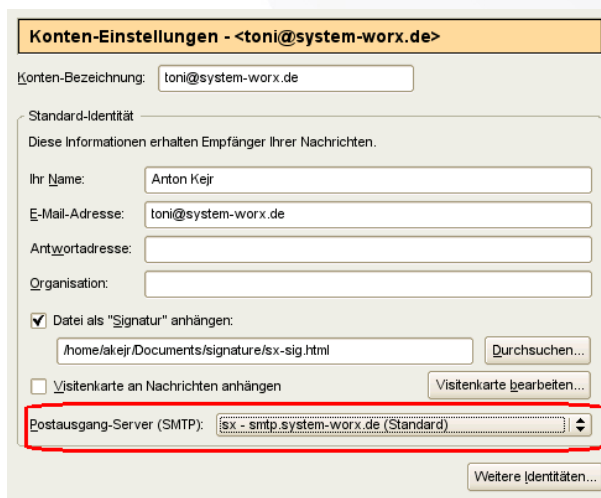 Konten-Einstellungen - <toni@system-worx.de>
Konten-Bezeichnung: toni@system-worx.de
Standard-Identität
Diese Informationen erhalten Empfänger Ihrer Nachrichten.
Ihr Name: Anton Kejr
E-Mail-Adresse: toni@system-worx.de
Antwortadresse:
Organisation:
Datei als "Signatur" anhängen:
/home/akejr/Documents/signature/sx-sig.html Durchsuchen...
Visitenkarte an Nachrichten anhängen Visitenkarte bearbeiten...
Postausgang-Server (SMTP): sx - smtp.system-worx.de (Standard)
Weitere Identitäten...